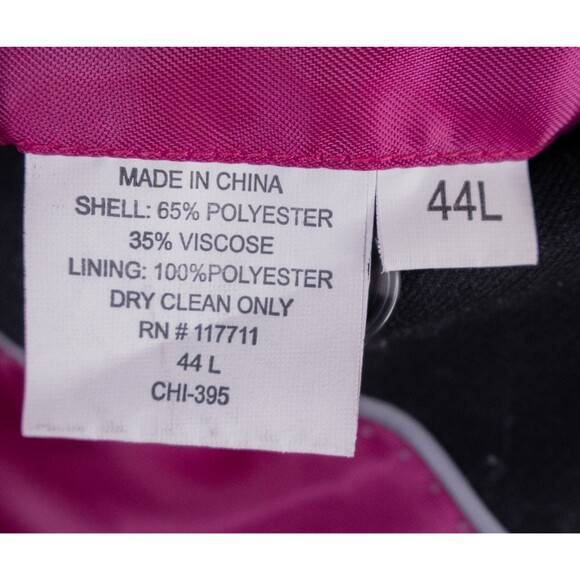 MADE IN CHINA
SHELL: 65% POLYESTER
35% VISCOSE
LINING: 100%POLYESTER
DRY CLEAN ONLY
RN # 117711
44 L
CHI-395
44L